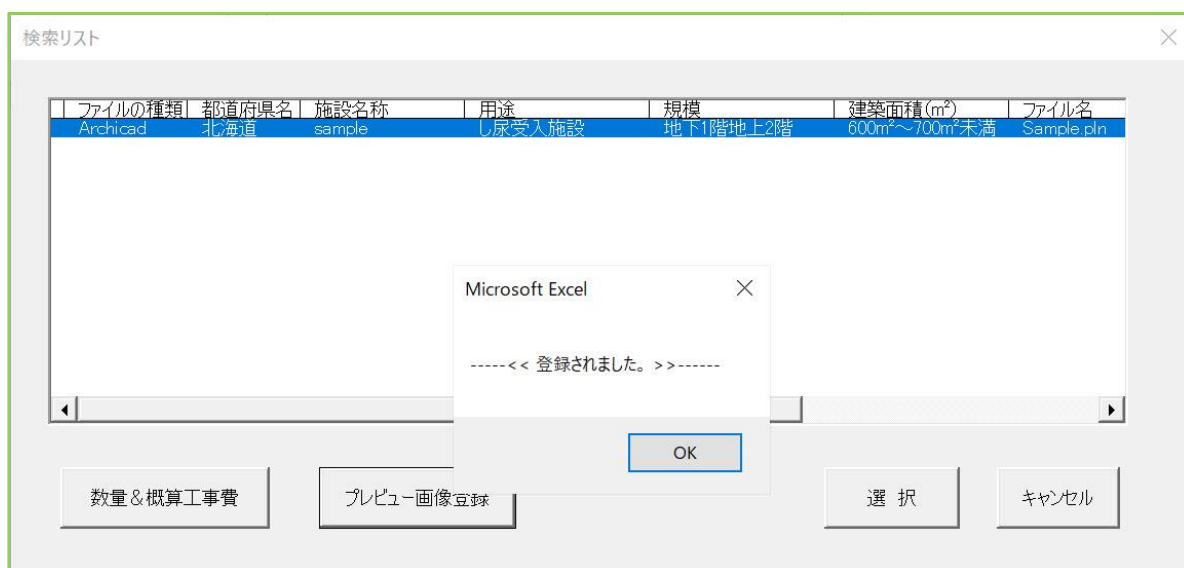 検索リスト
ファイルの種類 都道府県名 施設名称 用途 規模 建築面積(m²) ファイル名
Archicad 北海道 sample し尿受入施設 地下1階地上2階 600m²～700m²未満 Sample.pln
Microsoft Excel
-----<< 登録されました。>>------
OK
数量&概算工事費 プレビュー画像登録 選 択 キャンセル